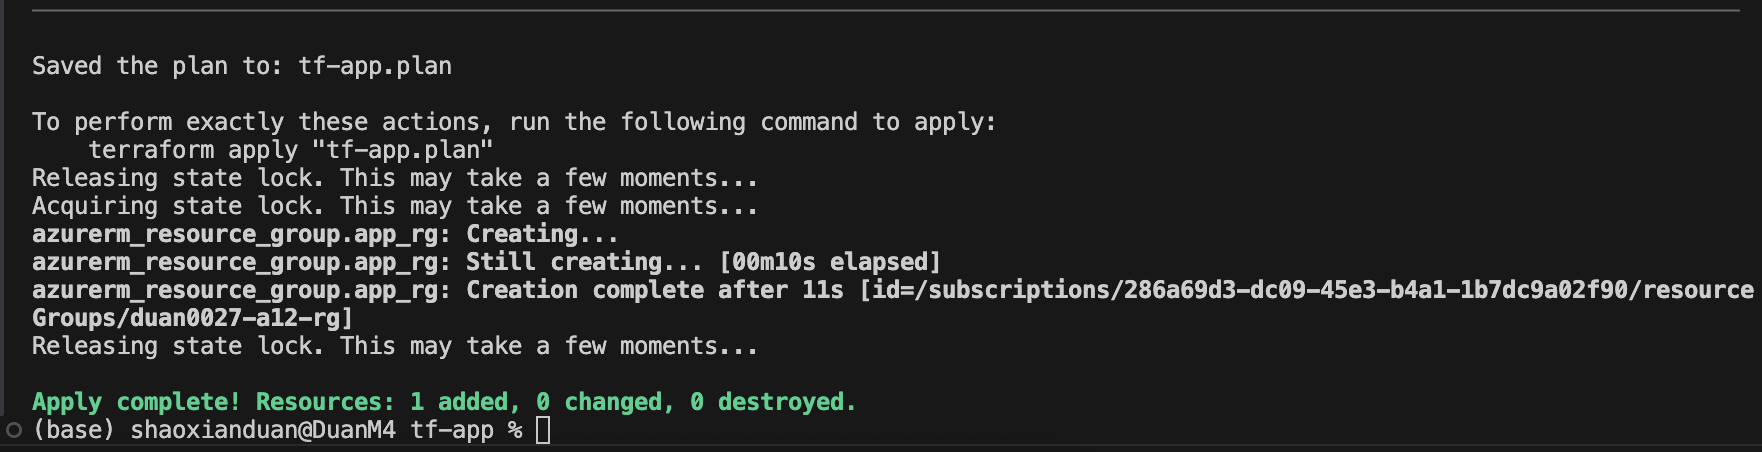 Saved the plan to: tf-app.plan
To perform exactly these actions, run the following command to apply:
    terraform apply "tf-app.plan"
Releasing state lock. This may take a few moments...
Acquiring state lock. This may take a few moments...
azurerm_resource_group.app_rg: Creating...
azurerm_resource_group.app_rg: Still creating... [00m10s elapsed]
azurerm_resource_group.app_rg: Creation complete after 11s [id=/subscriptions/286a69d3-dc09-45e3-b4a1-1b7dc9a02f90/resource
Groups/duan0027-a12-rg]
Releasing state lock. This may take a few moments...
Apply complete! Resources: 1 added, 0 changed, 0 destroyed.
(base) shaoxianduan@DuanM4 tf-app %